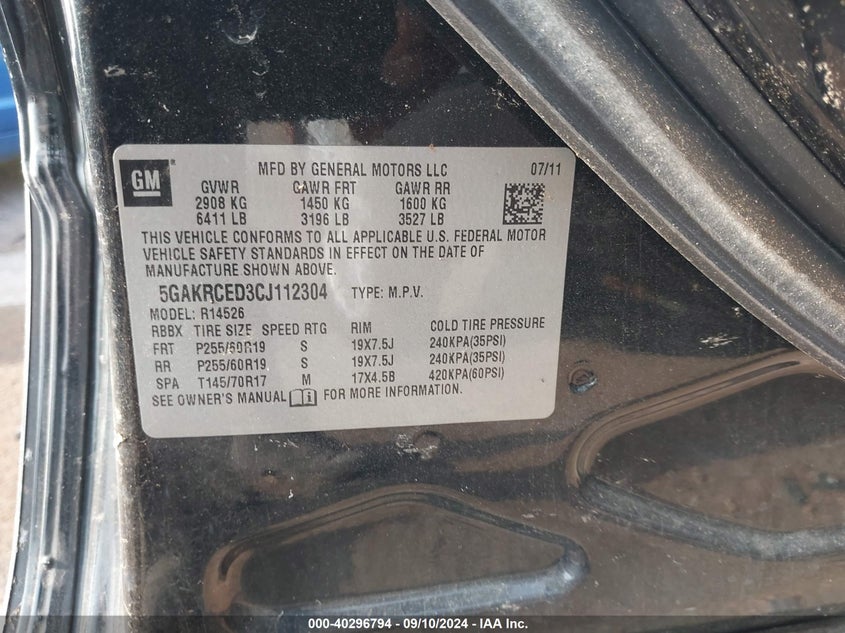 GM
MFD BY GENERAL MOTORS LLC 07/11
GVWR GAWR FRT GAWR RR
2908 KG 1450 KG 1600 KG
6411 LB 3196 LB 3527 LB
THIS VEHICLE CONFORMS TO ALL APPLICABLE U.S. FEDERAL MOTOR
VEHICLE SAFETY STANDARDS IN EFFECT ON THE DATE OF
MANUFACTURE SHOWN ABOVE.
5GAKRCED3CJ112304 TYPE: M.P.V.
MODEL: R14526
RBBX TIRE SIZE SPEED RTG RIM COLD TIRE PRESSURE
FRT P255/60R19 S 19X7.5J 240KPA(35PSI)
RR P255/60R19 S 19X7.5J 240KPA(35PSI)
SPA T145/70R17 M 17X4.5B 420KPA(60PSI)
SEE OWNER'S MANUAL FOR MORE INFORMATION.
000-40296794 - 09/10/2024 - IAA Inc.